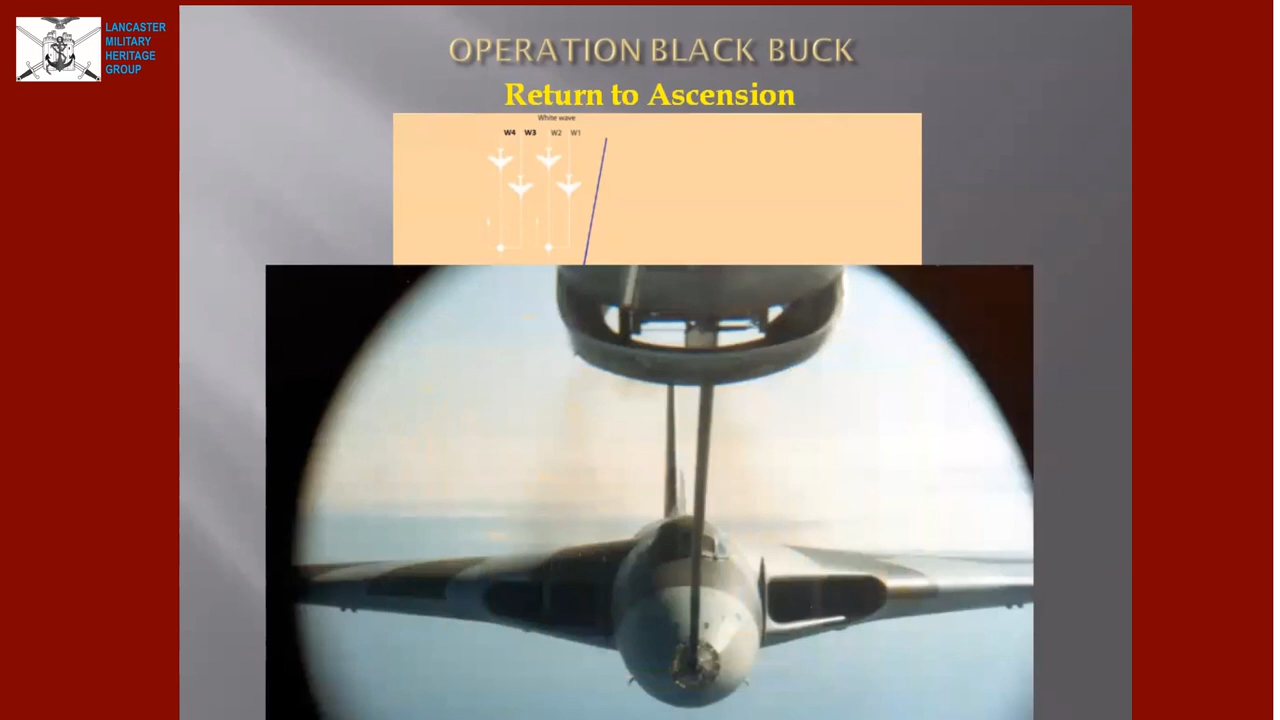 LANCASTER
MILITARY
HERITAGE
GROUP
OPERATION BLACK BUCK
Return to Ascension
White wave
W4 W3 W2 W1